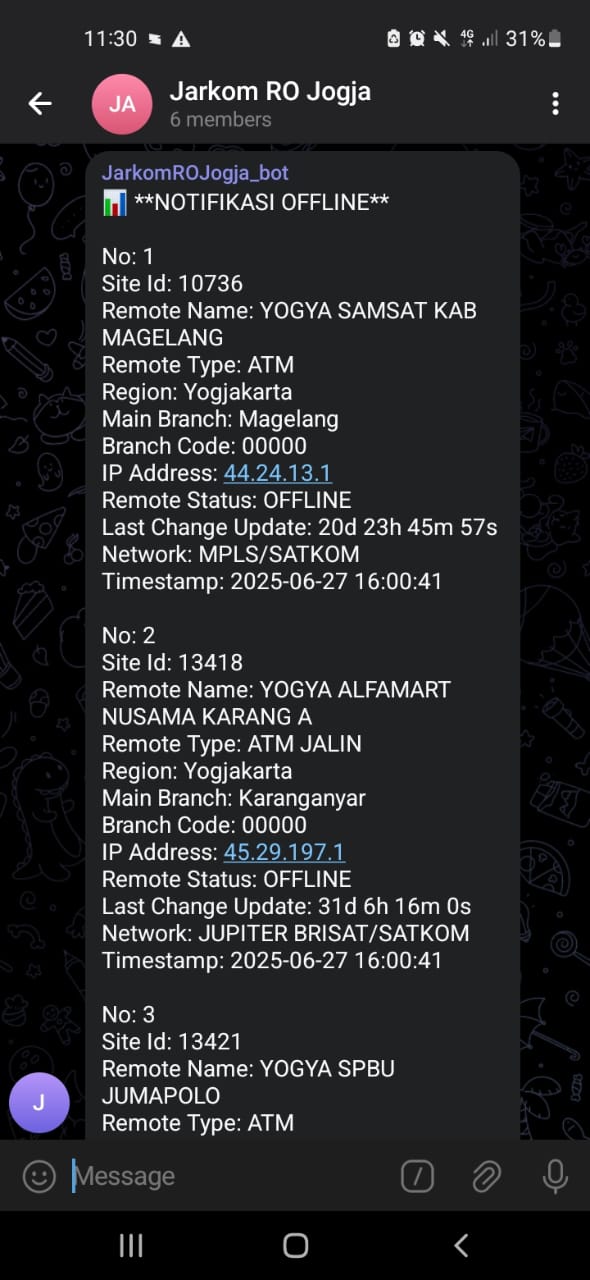 11:30
4G
31%
JA
Jarkom RO Jogja
6 members
JarkomROJogja_bot
📊 **NOTIFIKASI OFFLINE**
No: 1
Site Id: 10736
Remote Name: YOGYA SAMSAT KAB
MAGELANG
Remote Type: ATM
Region: Yogjakarta
Main Branch: Magelang
Branch Code: 00000
IP Address: 44.24.13.1
Remote Status: OFFLINE
Last Change Update: 20d 23h 45m 57s
Network: MPLS/SATKOM
Timestamp: 2025-06-27 16:00:41
No: 2
Site Id: 13418
Remote Name: YOGYA ALFAMART
NUSAMA KARANG A
Remote Type: ATM JALIN
Region: Yogjakarta
Main Branch: Karanganyar
Branch Code: 00000
IP Address: 45.29.197.1
Remote Status: OFFLINE
Last Change Update: 31d 6h 16m 0s
Network: JUPITER BRISAT/SATKOM
Timestamp: 2025-06-27 16:00:41
No: 3
Site Id: 13421
Remote Name: YOGYA SPBU
JUMAPOLO
Remote Type: ATM
J
Message